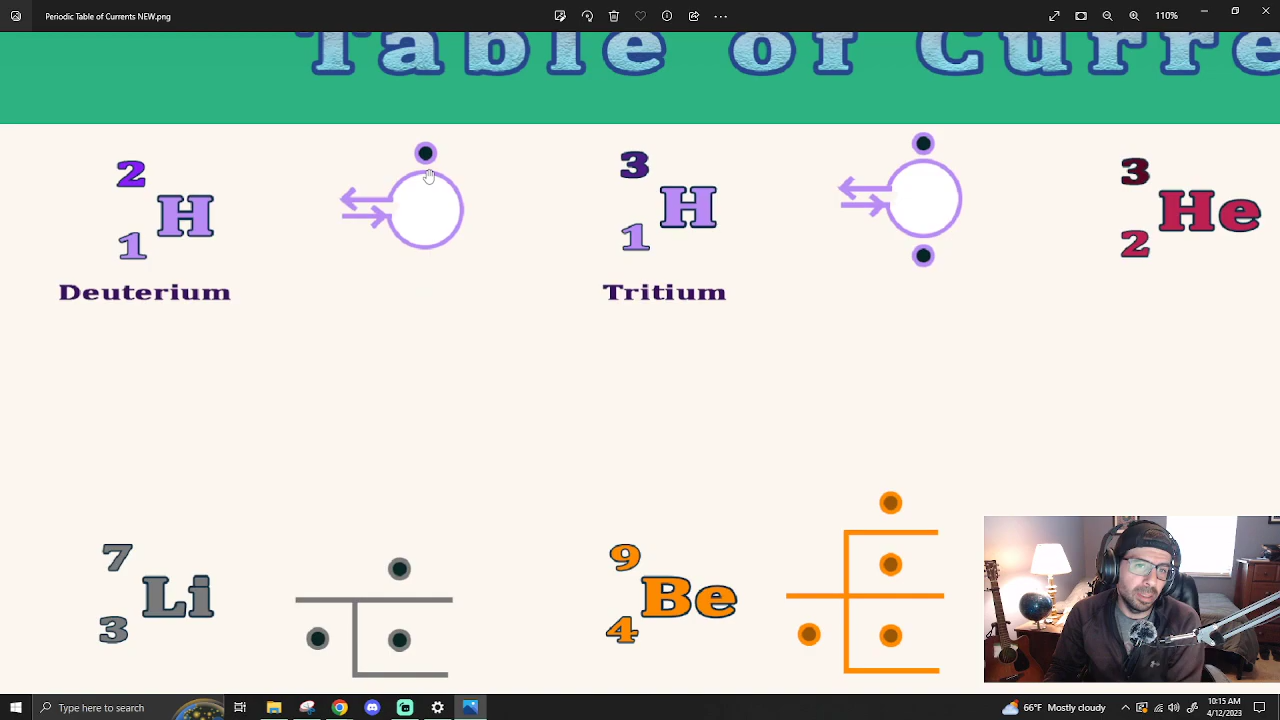 Periodic Table of Currents NEW.png
110%
Table of Curre
2
H
1
Deuterium
3
H
1
Tritium
3
He
2
7
Li
3
9
Be
4
Type here to search
66°F Mostly cloudy
10:15 AM
4/12/2023